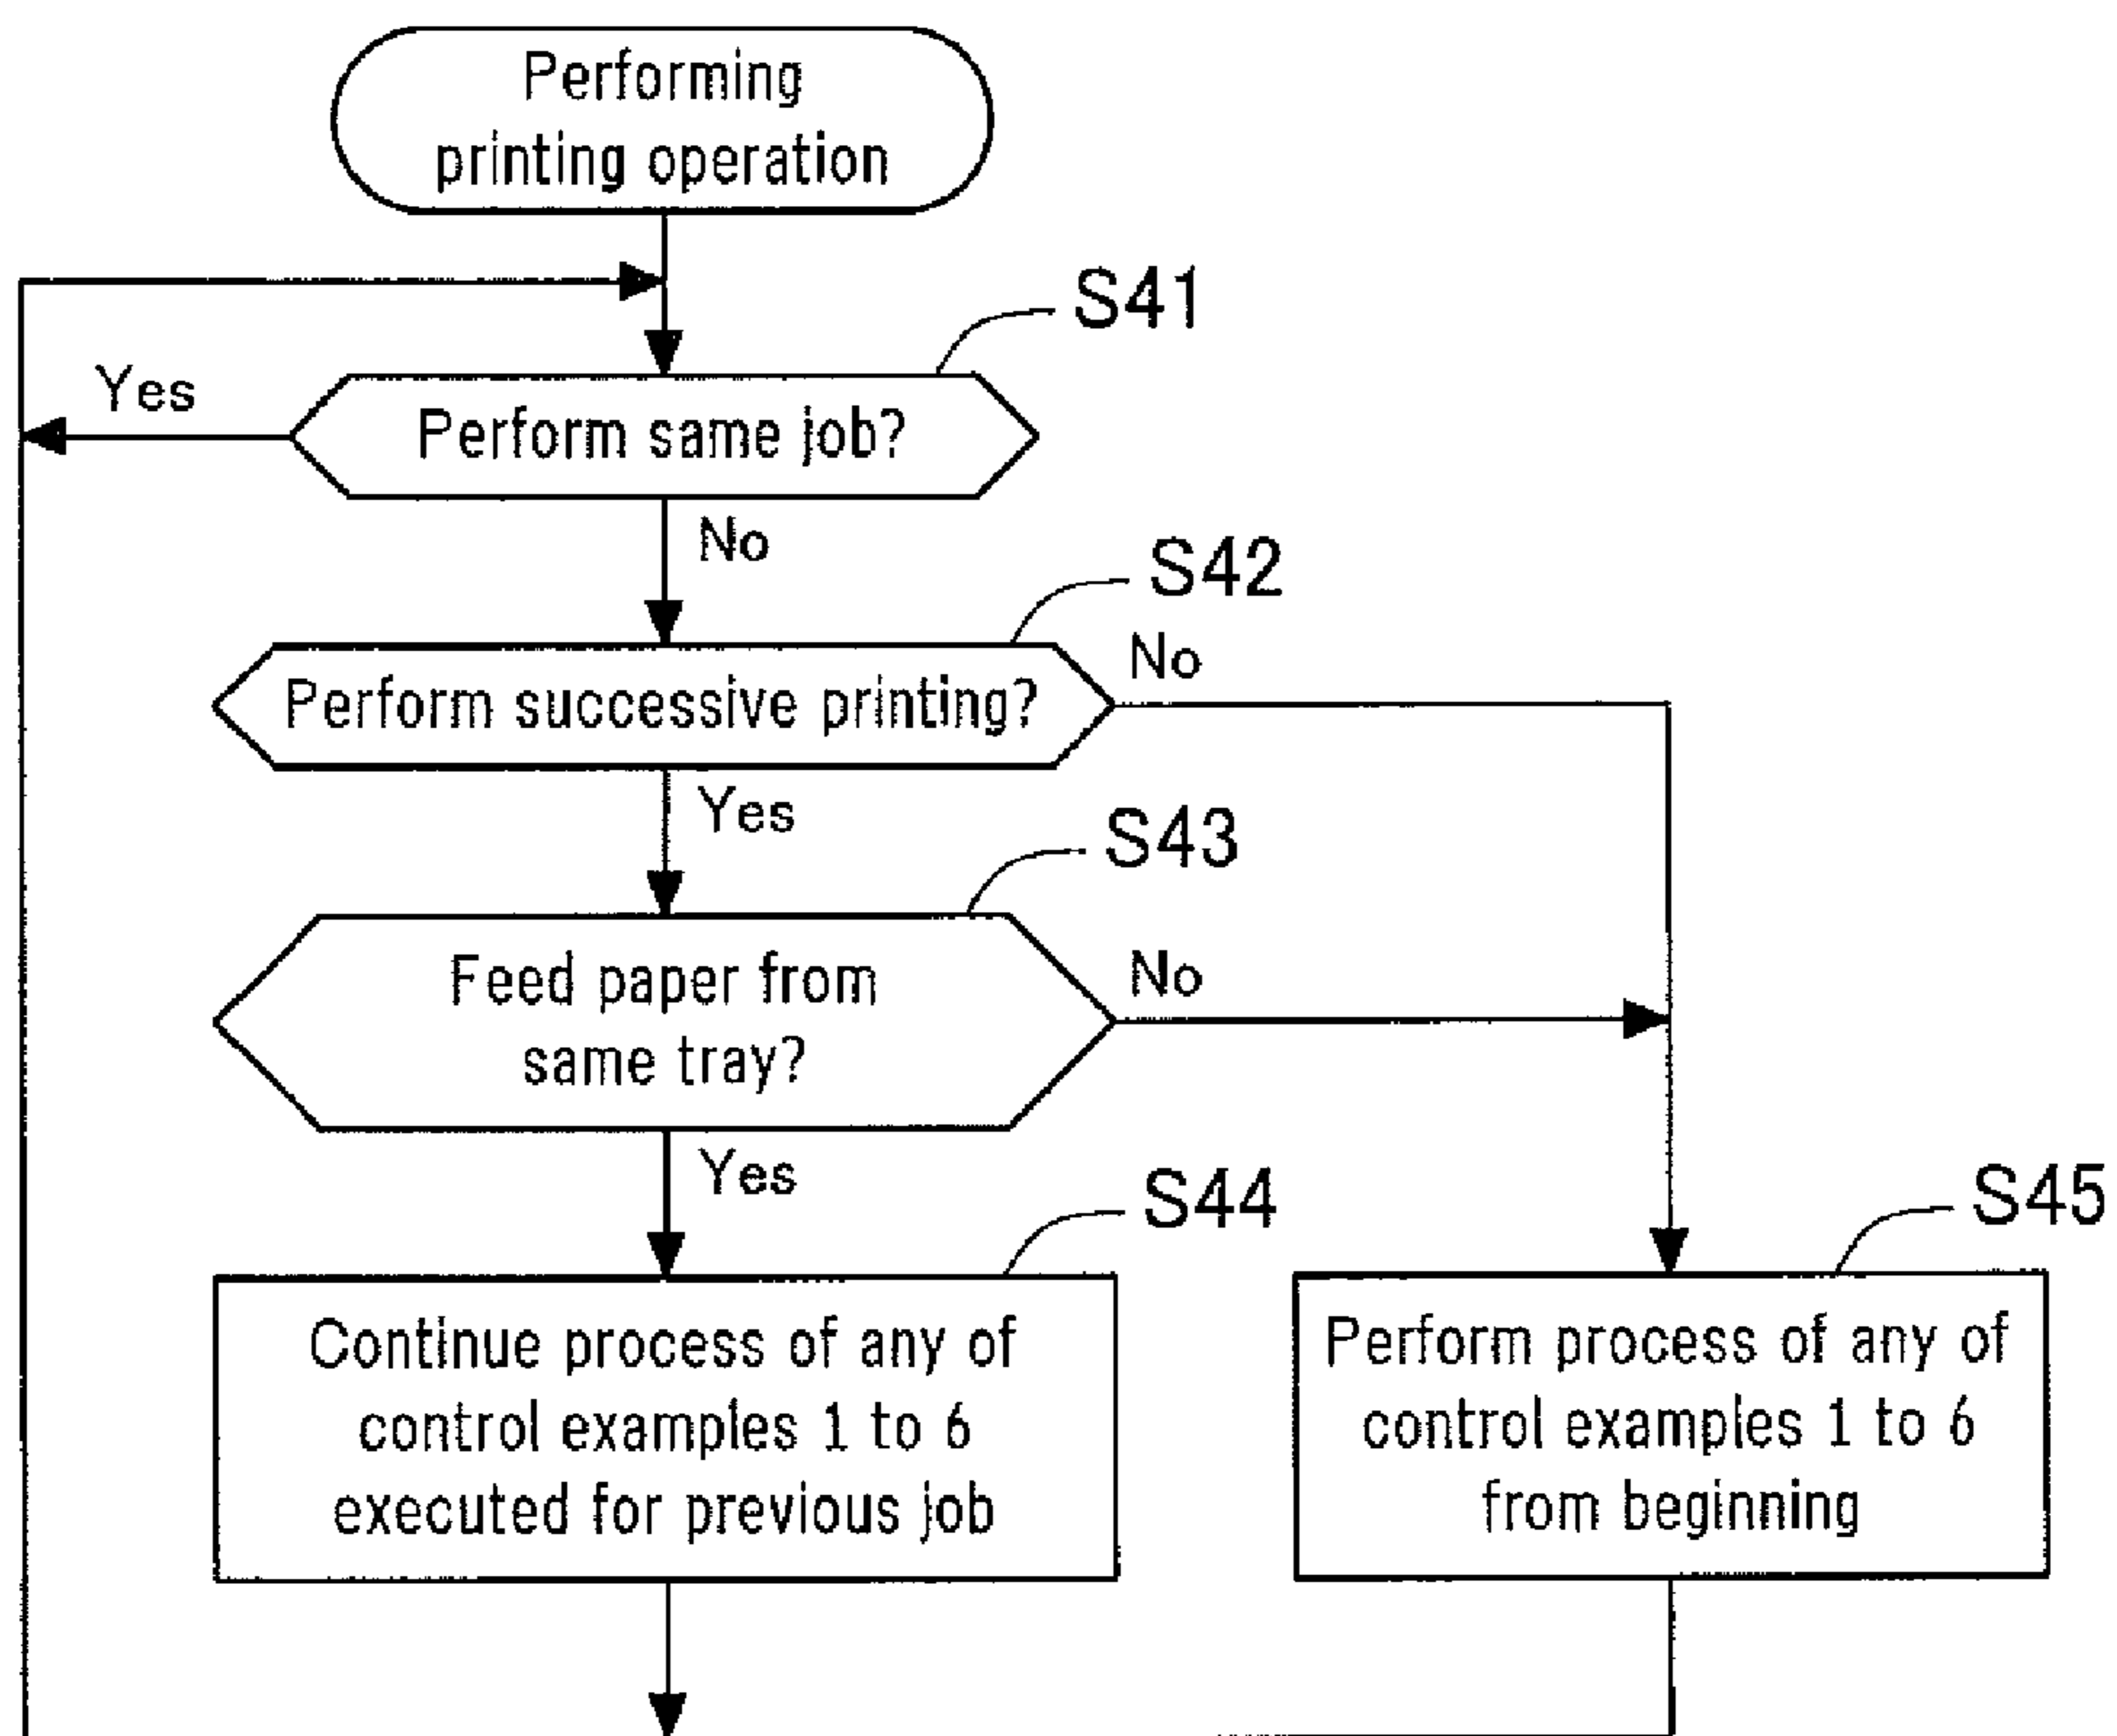 Performing
printing operation
S41
Yes
Perform same job?
No
S42
No
Perform successive printing?
Yes
S43
Feed paper from
same tray?
No
Yes
S44
S45
Continue process of any of
control examples 1 to 6
executed for previous job
Perform process of any of
control examples 1 to 6
from beginning